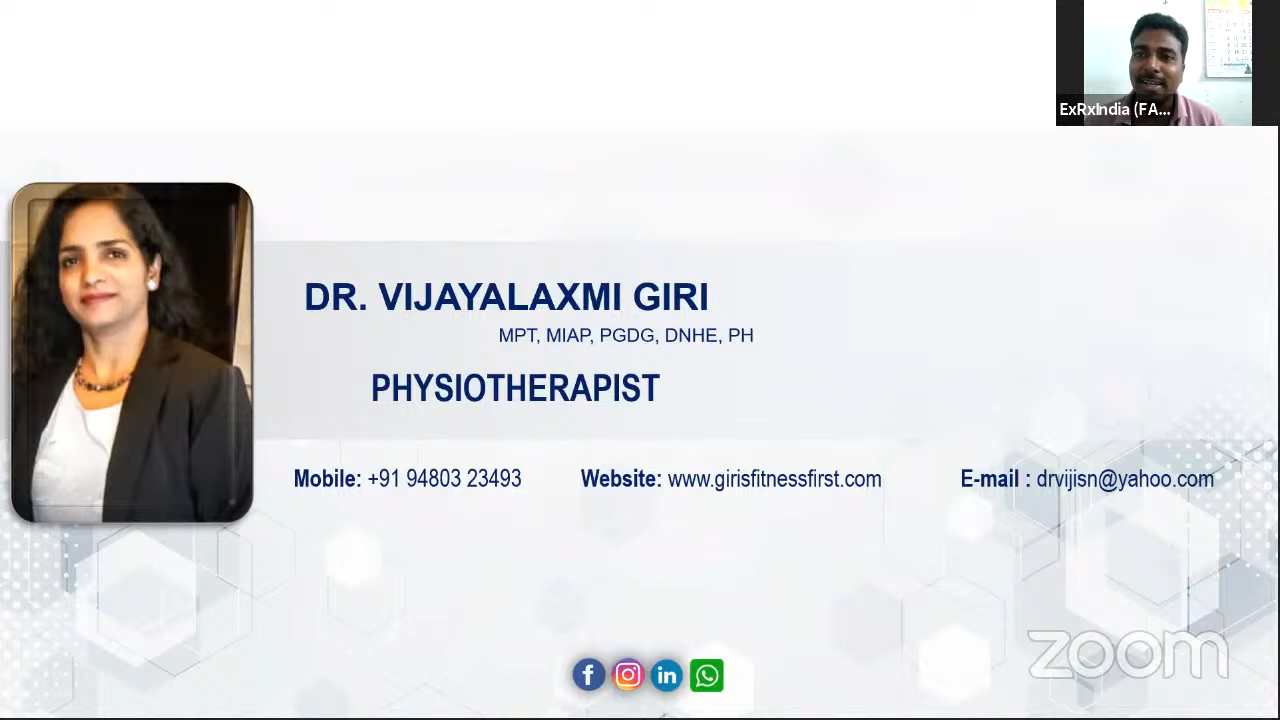 ExRxIndia (FA...
DR. VIJAYALAXMI GIRI
MPT, MIAP, PGDG, DNHE, PH
PHYSIOTHERAPIST
Mobile: +91 94803 23493 Website: www.girisfitnessfirst.com E-mail : drvijisn@yahoo.com
f in
zoom